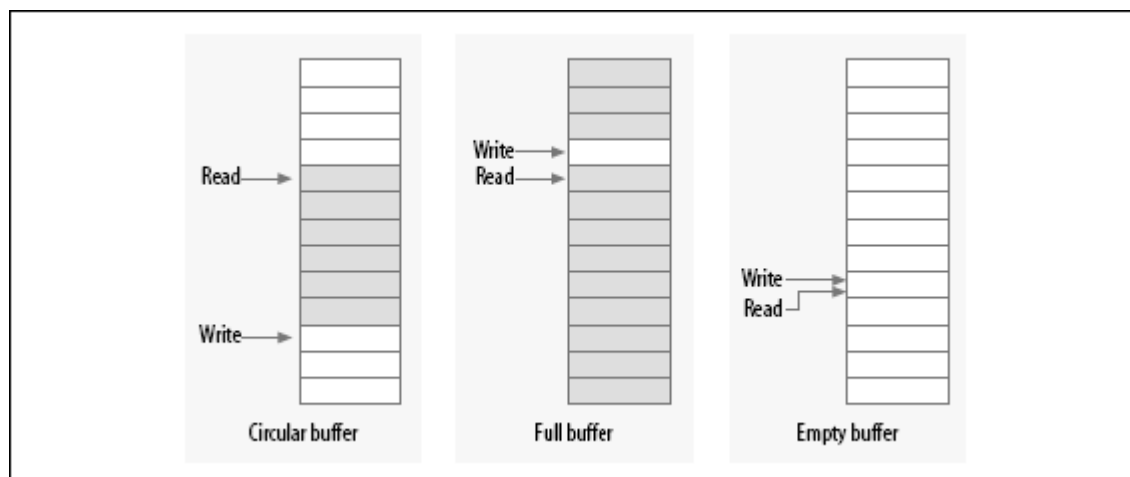 Read
Write
Circular buffer
Write
Read
Full buffer
Write
Read
Empty buffer